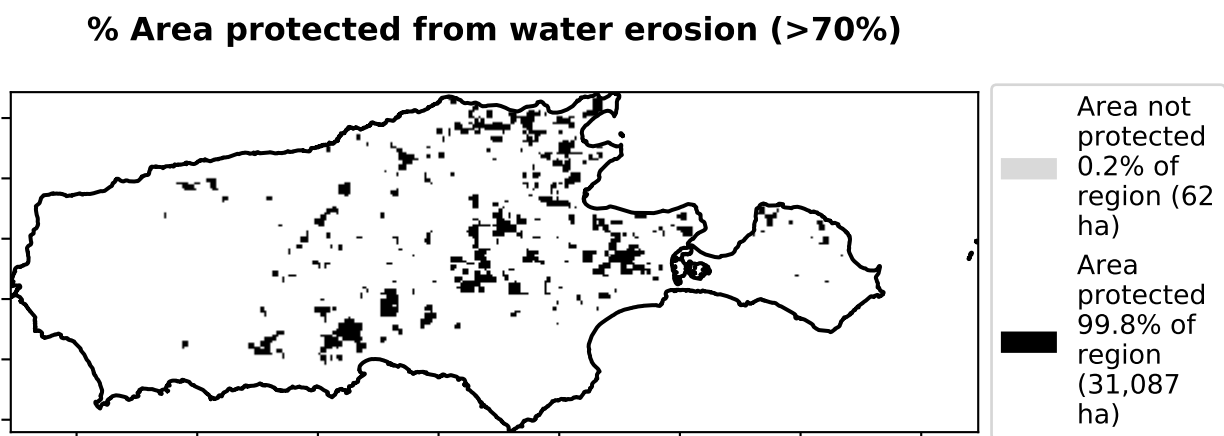 % Area protected from water erosion (>70%)
Area not
protected
0.2% of
region (62
ha)
Area
protected
99.8% of
region
(31,087
ha)